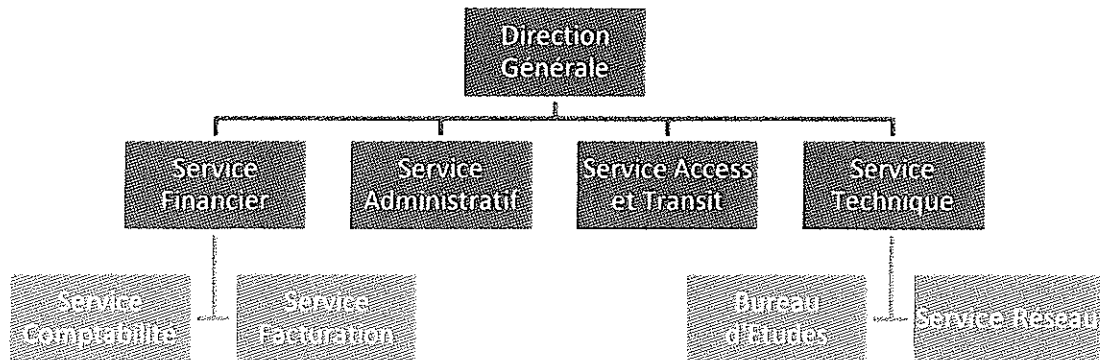 Direction
Générale
Service
Financier
Service
Administratif
Service Access
et Transit
Service
Technique
Service
Comptabilité
Service
Facturation
Bureau
d'Etudes
Service Réseau